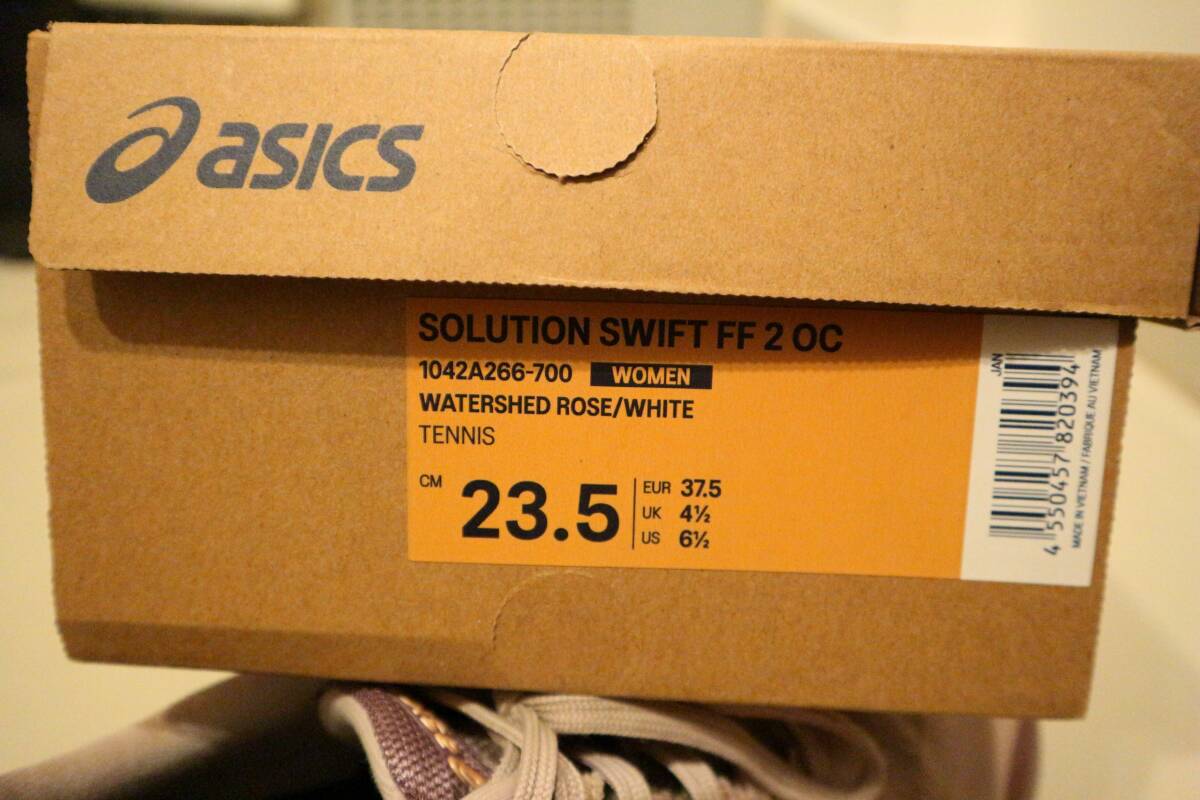 asics
SOLUTION SWIFT FF 2 OC
1042A266-700 WOMEN
WATERSHED ROSE/WHITE
TENNIS
CM 23.5
EUR 37.5
UK 4½
US 6½
JAN
4 550457 820394
MADE IN VIETNAM / FABRIQUE AU VIETNAM